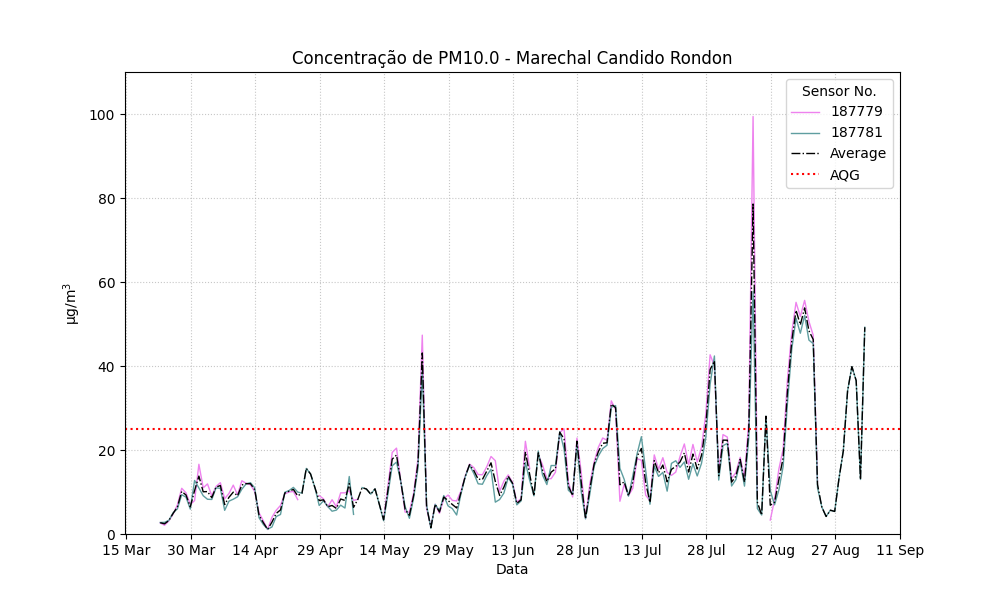 Concentração de PM10.0 - Marechal Candido Rondon
Sensor No.
187779
187781
Average
AQG
100
80
60
40
20
0
µg/m³
15 Mar 30 Mar 14 Apr 29 Apr 14 May 29 May 13 Jun 28 Jun 13 Jul 28 Jul 12 Aug 27 Aug 11 Sep
Data